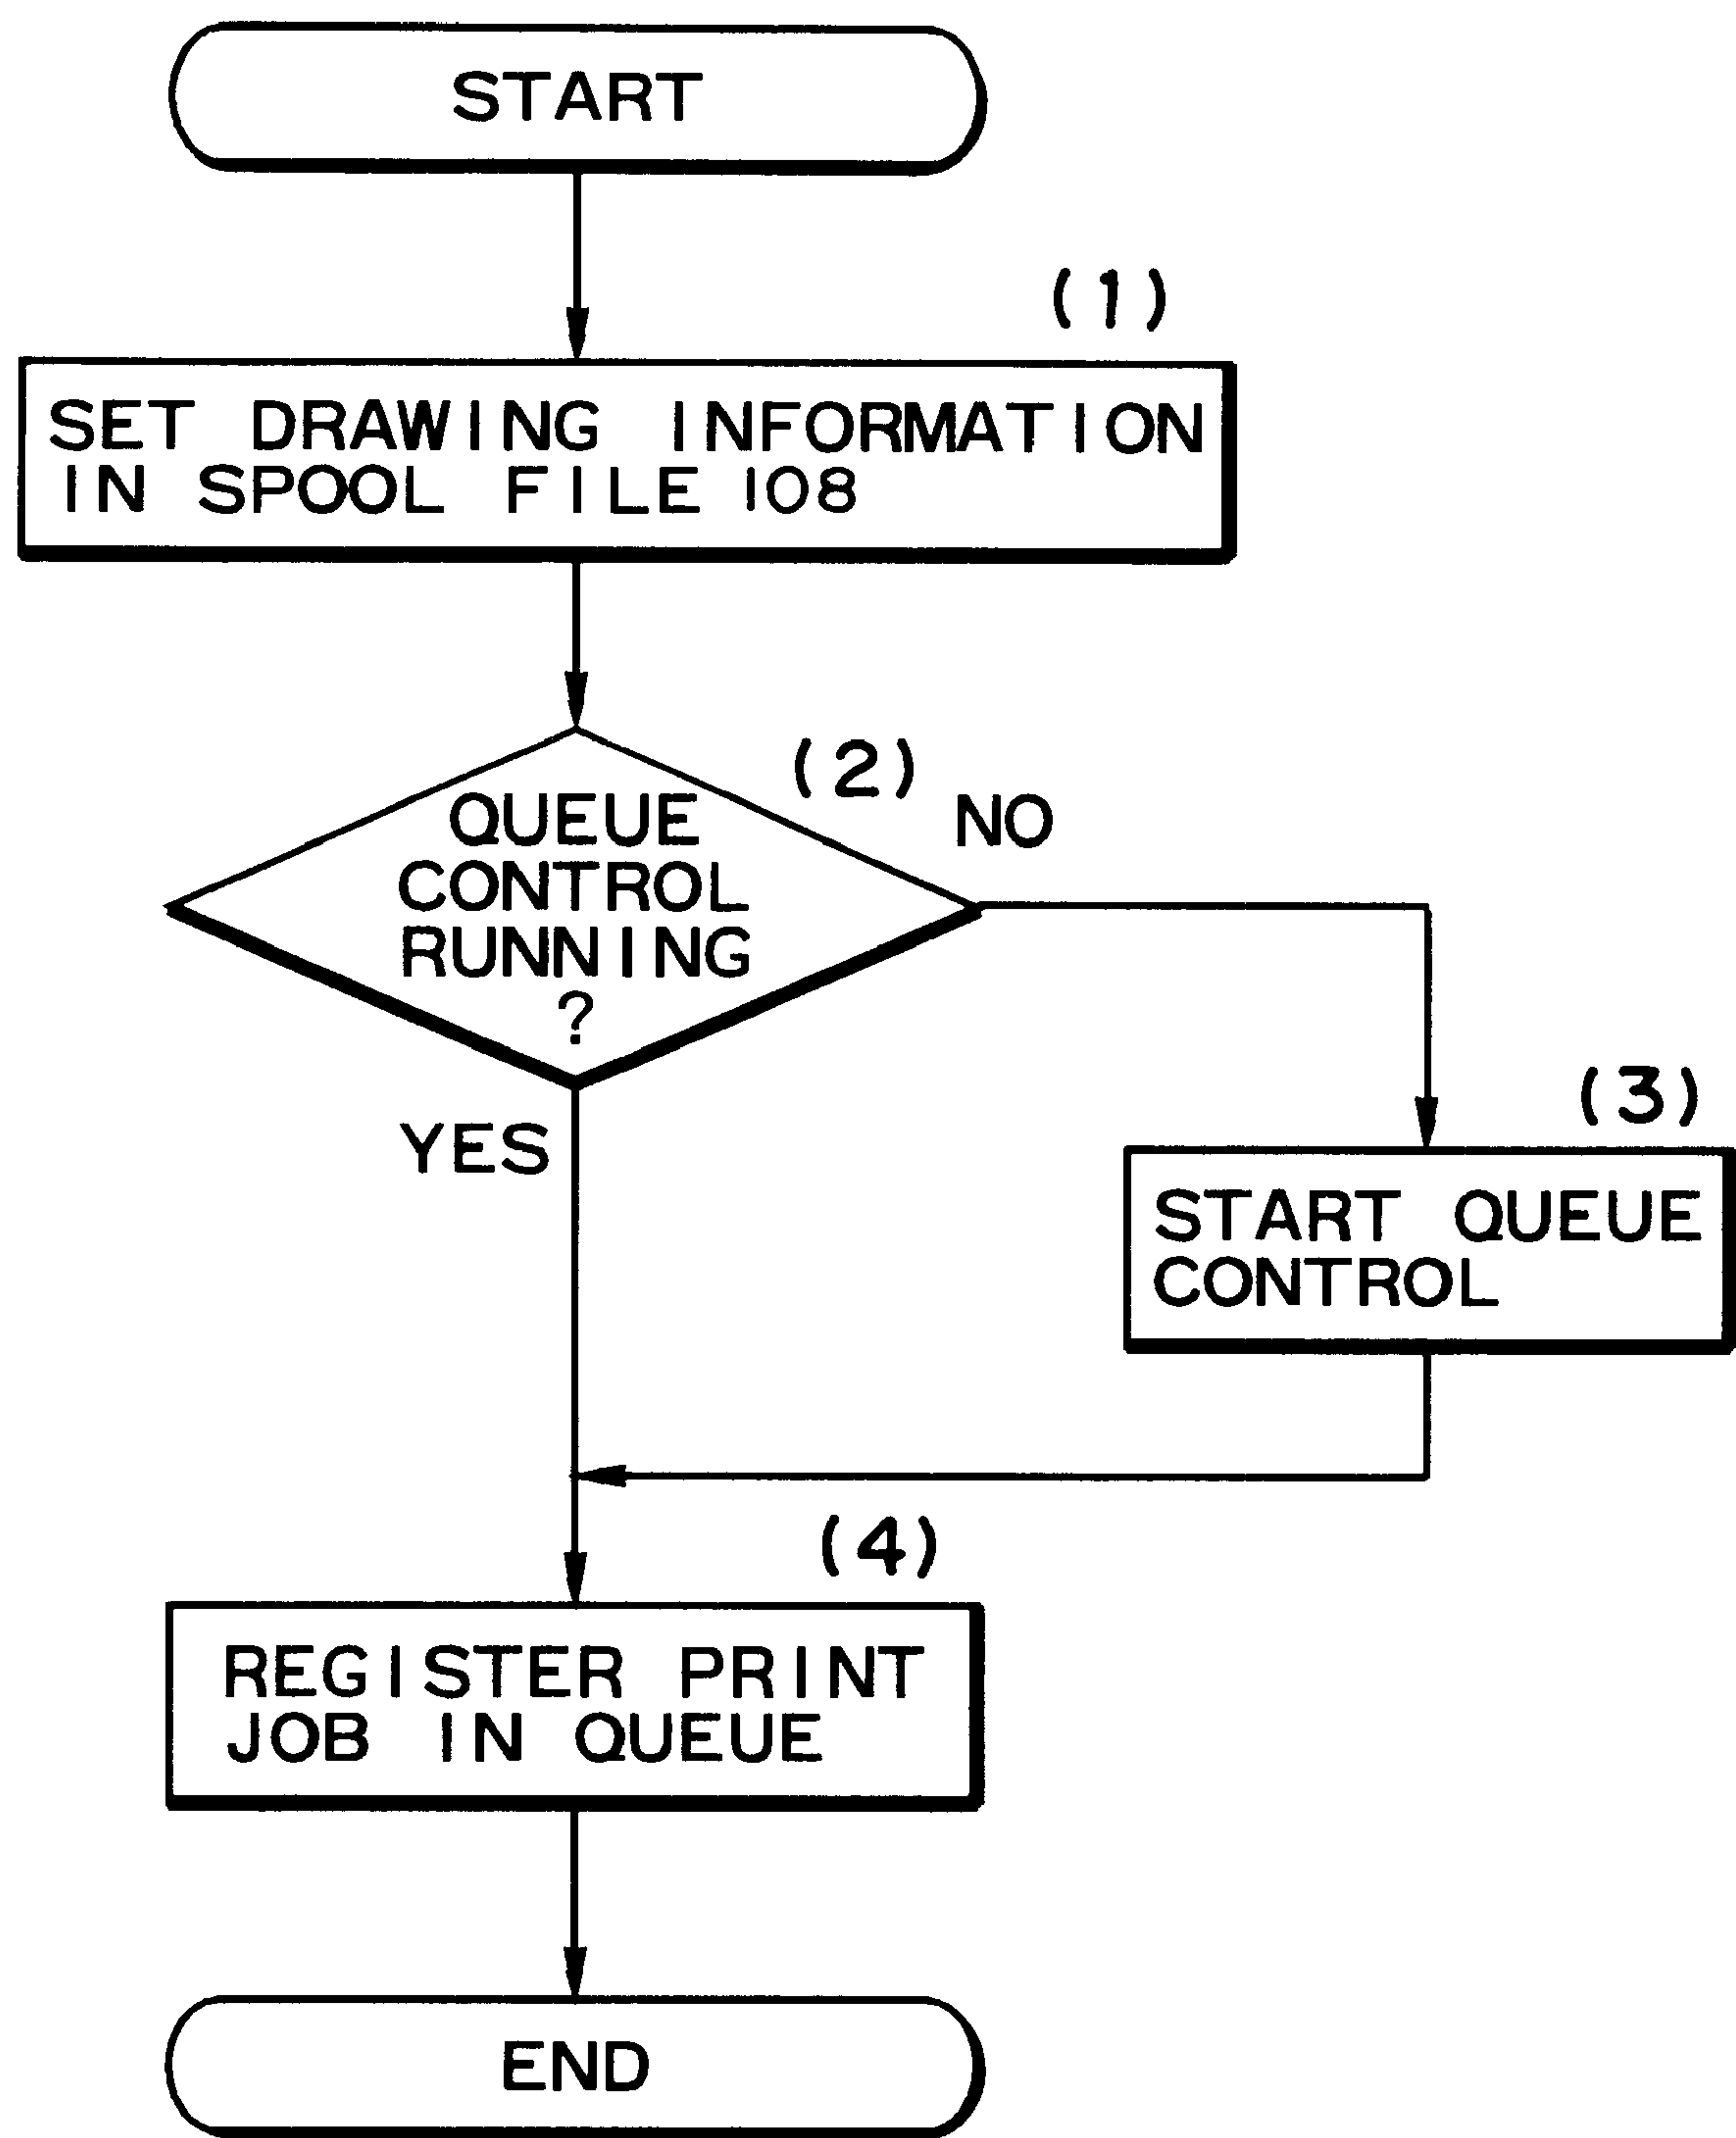 START
(1)
SET DRAWING INFORMATION
IN SPOOL FILE 108
(2)
NO
QUEUE
CONTROL
RUNNING
?
YES
(3)
START QUEUE
CONTROL
(4)
REGISTER PRINT
JOB IN QUEUE
END